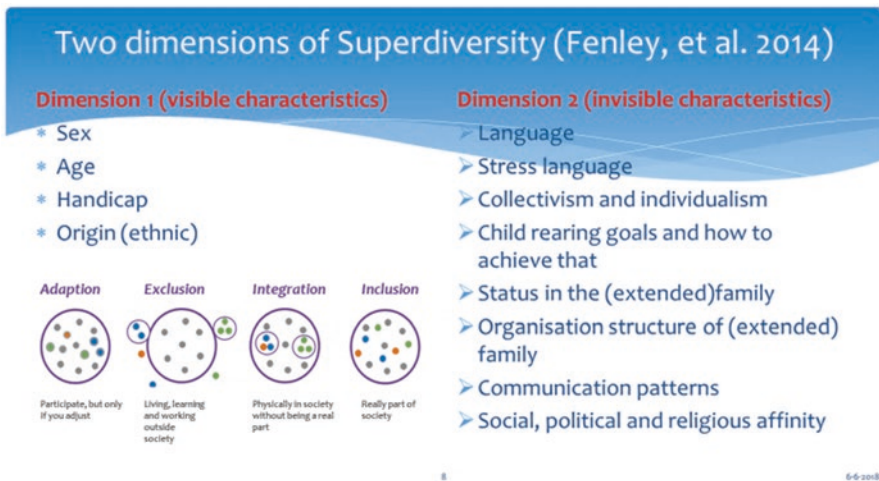 Two dimensions of Superdiversity (Fenley, et al. 2014)
Dimension 1 (visible characteristics)
Sex
Age
Handicap
Origin (ethnic)
Adaption
Exclusion
Integration
Inclusion
Participate, but only
if you adjust
Living, learning
and working
outside
society
Physically in society
without being a real
part
Really part of
society
Dimension 2 (invisible characteristics)
Language
Stress language
Collectivism and individualism
Child rearing goals and how to
achieve that
Status in the (extended)family
Organisation structure of (extended)
family
Communication patterns
Social, political and religious affinity
8
6-6-2018